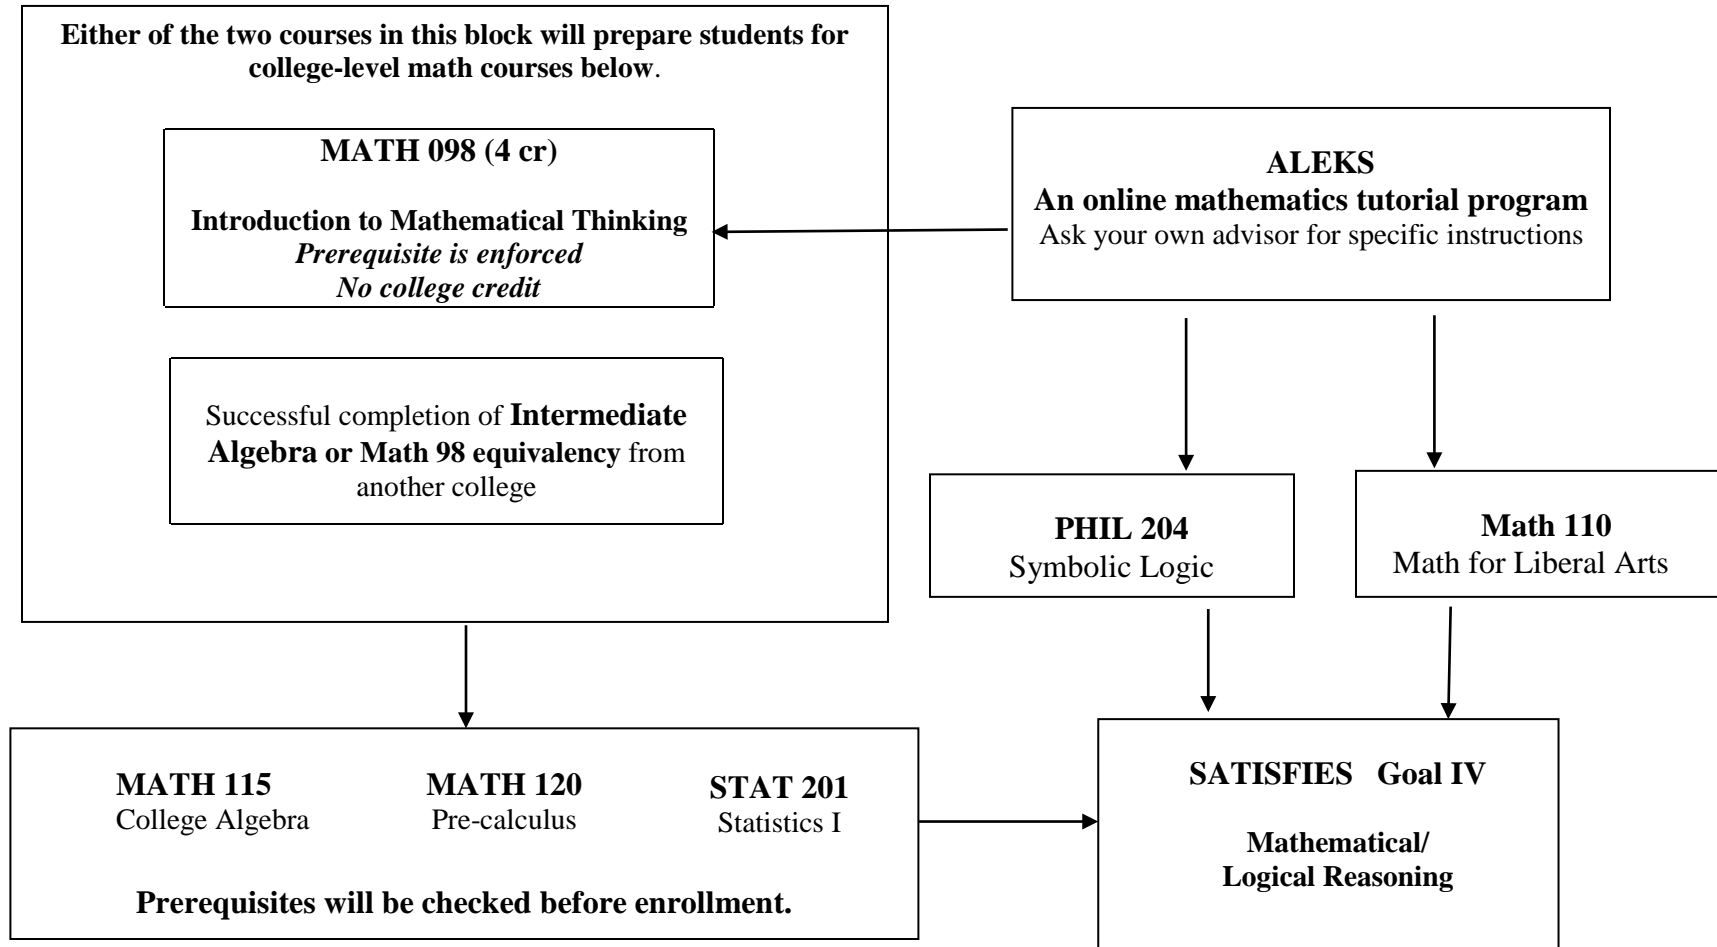 Either of the two courses in this block will prepare students for
college-level math courses below.
MATH 098 (4 cr)
Introduction to Mathematical Thinking
Prerequisite is enforced
No college credit
Successful completion of Intermediate
Algebra or Math 98 equivalency from
another college
ALEKS
An online mathematics tutorial program
Ask your own advisor for specific instructions
PHIL 204
Symbolic Logic
Math 110
Math for Liberal Arts
MATH 115
College Algebra
MATH 120
Pre-calculus
STAT 201
Statistics I
Prerequisites will be checked before enrollment.
SATISFIES Goal IV
Mathematical/
Logical Reasoning